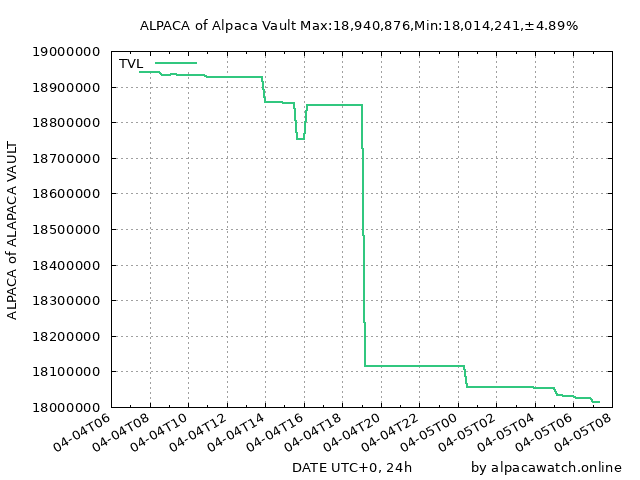 ALPACA of Alpaca Vault Max:18,940,876,Min:18,014,241,±4.89%
TVL
ALPACA of ALAPACA VAULT
19000000
18900000
18800000
18700000
18600000
18500000
18400000
18300000
18200000
18100000
18000000
04-04T06
04-04T08
04-04T10
04-04T12
04-04T14
04-04T16
04-04T18
04-04T20
04-04T22
04-05T00
04-05T02
04-05T04
04-05T06
04-05T08
DATE UTC+0, 24h
by alpacawatch.online